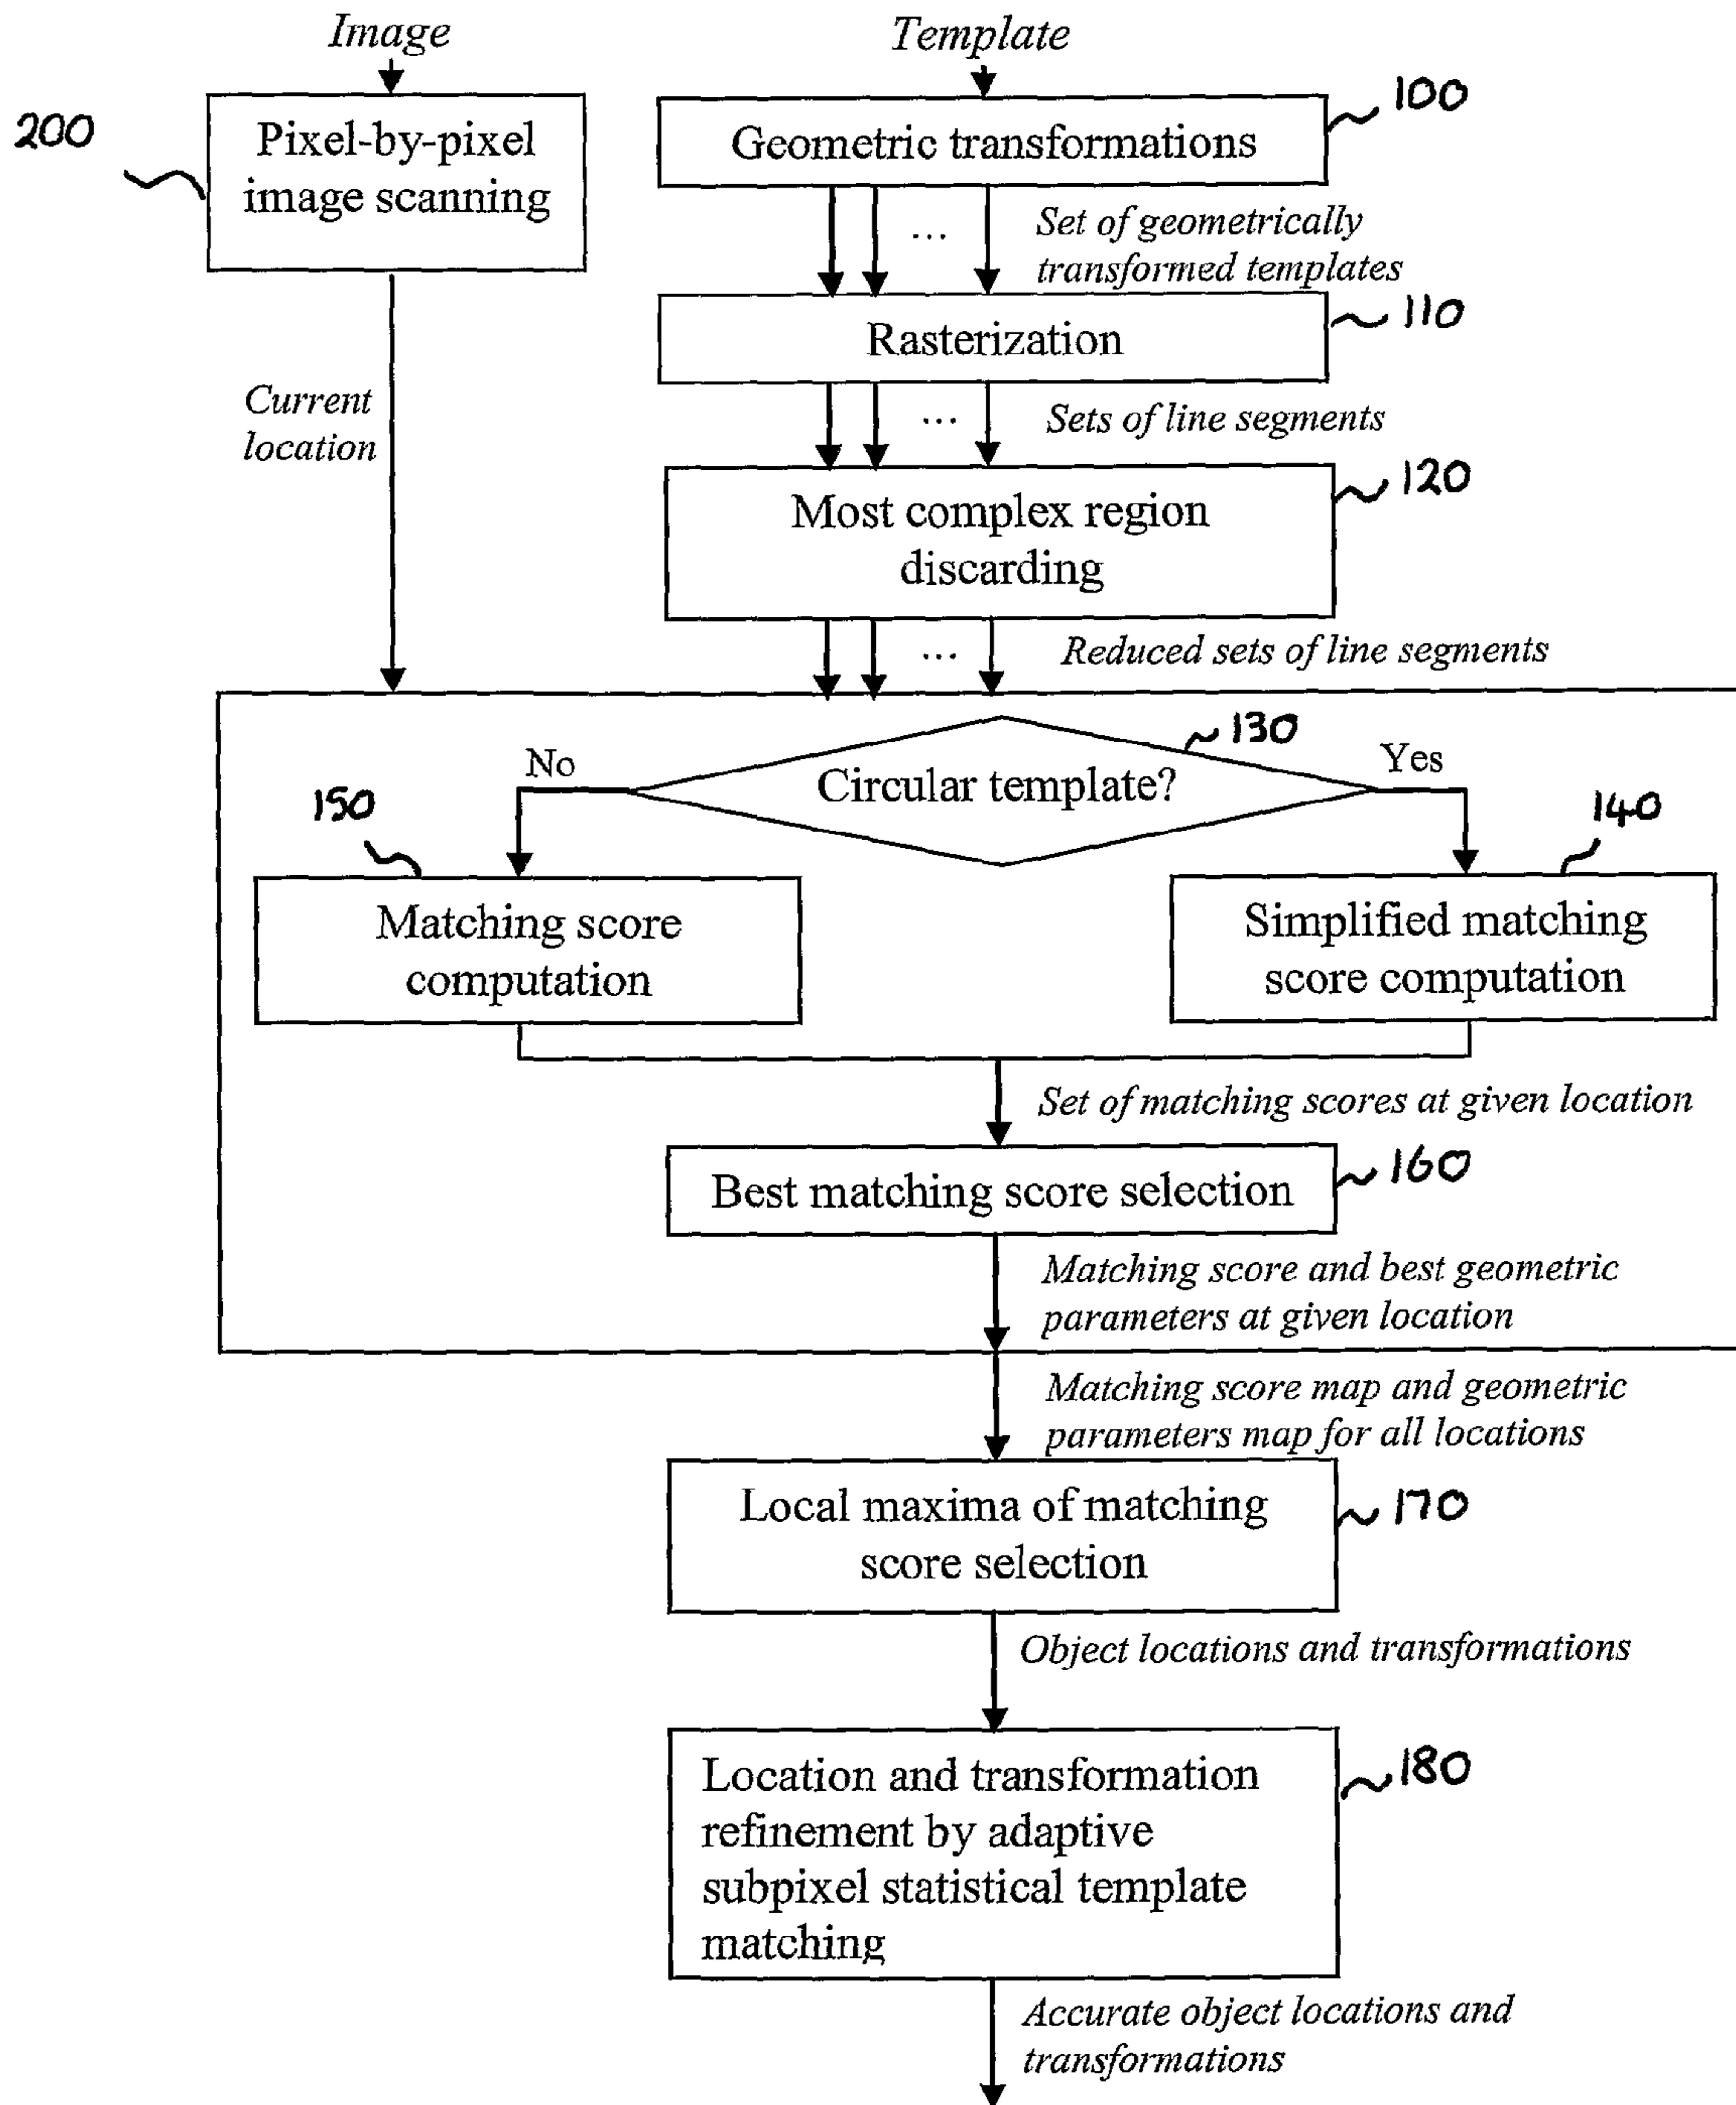 Image
Template
200
Pixel-by-pixel
image scanning
100
Geometric transformations
...
Set of geometrically
transformed templates
110
Rasterization
Current
location
...
Sets of line segments
120
Most complex region
discarding
...
Reduced sets of line segments
130
No
Circular template?
Yes
150
140
Matching score
computation
Simplified matching
score computation
Set of matching scores at given location
160
Best matching score selection
Matching score and best geometric
parameters at given location
Matching score map and geometric
parameters map for all locations
170
Local maxima of matching
score selection
Object locations and transformations
180
Location and transformation
refinement by adaptive
subpixel statistical template
matching
Accurate object locations and
transformations